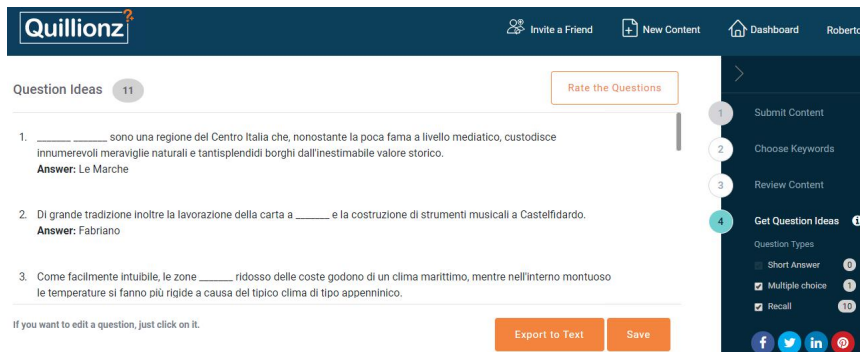 Quillionz
Invite a Friend
New Content
Dashboard
Roberto
Question Ideas 11
Rate the Questions
1. _______ _______ sono una regione del Centro Italia che, nonostante la poca fama a livello mediatico, custodisce
innumerevoli meraviglie naturali e tantisplendidi borghi dall'inestimabile valore storico.
Answer: Le Marche
2. Di grande tradizione inoltre la lavorazione della carta a _______ e la costruzione di strumenti musicali a Castelfidardo.
Answer: Fabriano
3. Come facilmente intuibile, le zone _______ ridosso delle coste godono di un clima marittimo, mentre nell'interno montuoso
le temperature si fanno più rigide a causa del tipico clima di tipo appenninico.
If you want to edit a question, just click on it.
Export to Text
Save
1 Submit Content
2 Choose Keywords
3 Review Content
4 Get Question Ideas
Question Types
Short Answer 0
Multiple choice 1
Recall 10